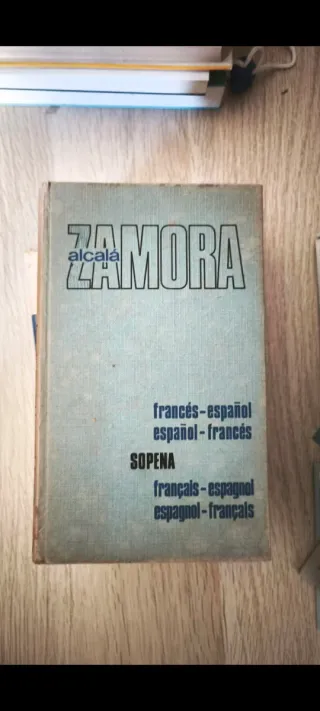 ZAMORA
alcalá
francés-español
español-francés
SOPENA
français-espagnol
espagnol-français